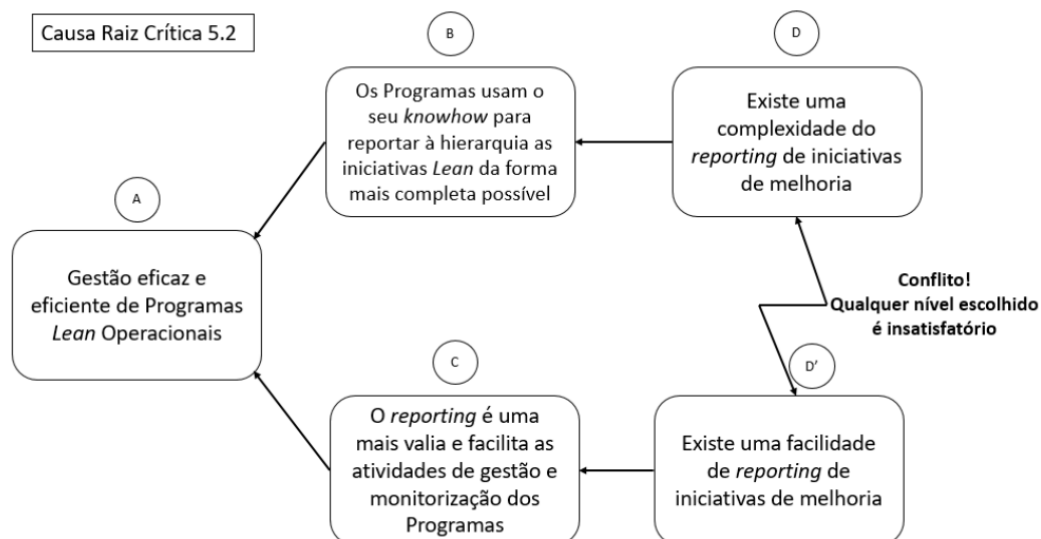 Causa Raiz Crítica 5.2
B
Os Programas usam o
seu knowhow para
reportar à hierarquia as
iniciativas Lean da forma
mais completa possível
D
Existe uma
complexidade do
reporting de iniciativas
de melhoria
A
Gestão eficaz e
eficiente de Programas
Lean Operacionais
Conflito!
Qualquer nível escolhido
é insatisfatório
C
O reporting é uma
mais valia e facilita as
atividades de gestão e
monitorização dos
Programas
D’
Existe uma facilidade
de reporting de
iniciativas de melhoria